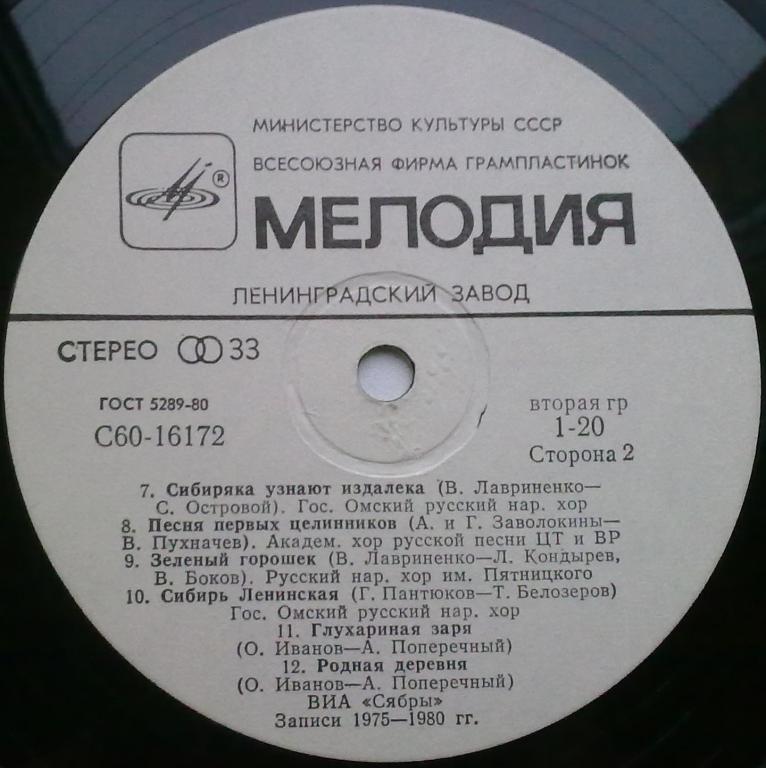 МИНИСТЕРСТВО КУЛЬТУРЫ СССР
ВСЕСОЮЗНАЯ ФИРМА ГРАМПЛАСТИНОК
®
МЕЛОДИЯ
ЛЕНИНГРАДСКИЙ ЗАВОД
СТЕРЕО 33
ГОСТ 5289-80
С60-16172
вторая гр
1-20
Сторона 2
7. Сибиряка узнают издалека (В. Лавриненко—
С. Островой). Гос. Омский русский нар. хор
8. Песня первых целинников (А. и Г. Заволокины—
В. Пухначев). Академ. хор русской песни ЦТ и ВР
9. Зеленый горошек (В. Лавриненко—Л. Кондырев,
В. Боков). Русский нар. хор им. Пятницкого
10. Сибирь Ленинская (Г. Пантюков—Т. Белозеров)
Гос. Омский русский нар. хор
11. Глухариная заря
(О. Иванов—А. Поперечный)
12. Родная деревня
(О. Иванов—А. Поперечный)
ВИА «Сябры»
Записи 1975—1980 гг.